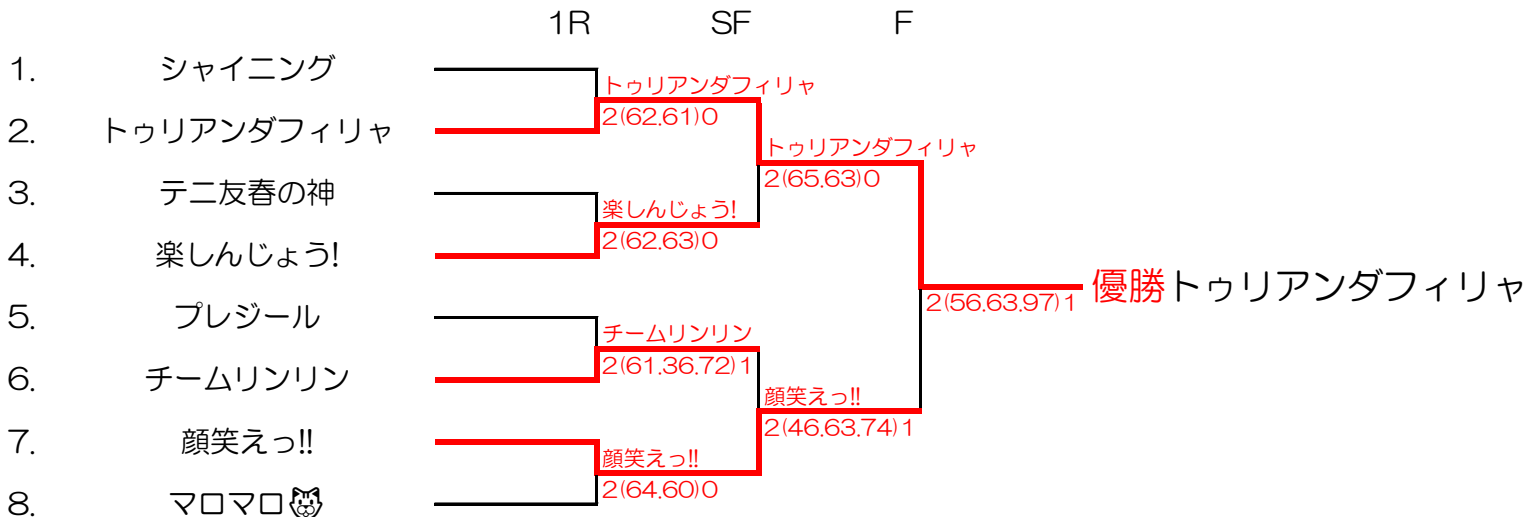 1R SF F
1. シャイニング
トゥリアンダフィリャ
2(62.61)0
2. トゥリアンダフィリャ
トゥリアンダフィリャ
2(65.63)0
3. テニ友春の神
楽しんじょう!
2(62.63)0
4. 楽しんじょう!
優勝トゥリアンダフィリャ
2(56.63.97)1
5. プレジール
チームリンリン
2(61.36.72)1
6. チームリンリン
顔笑えっ!!
2(46.63.74)1
7. 顔笑えっ!!
顔笑えっ!!
2(64.60)0
8. マロマロ🐱